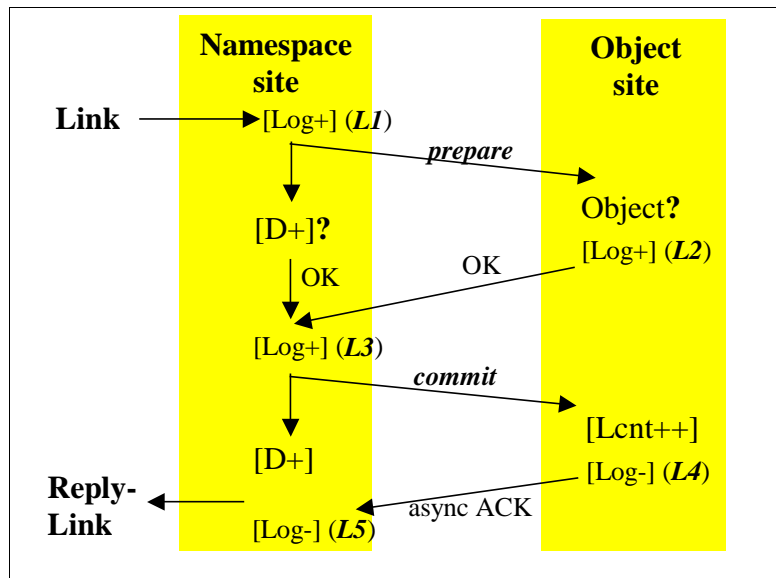 Namespace
site
Object
site
Link
[Log+] (L1)
prepare
Object?
[D+]?
[Log+] (L2)
OK
OK
[Log+] (L3)
commit
[Lcnt++]
[D+]
[Log-] (L4)
Reply-
Link
async ACK
[Log-] (L5)